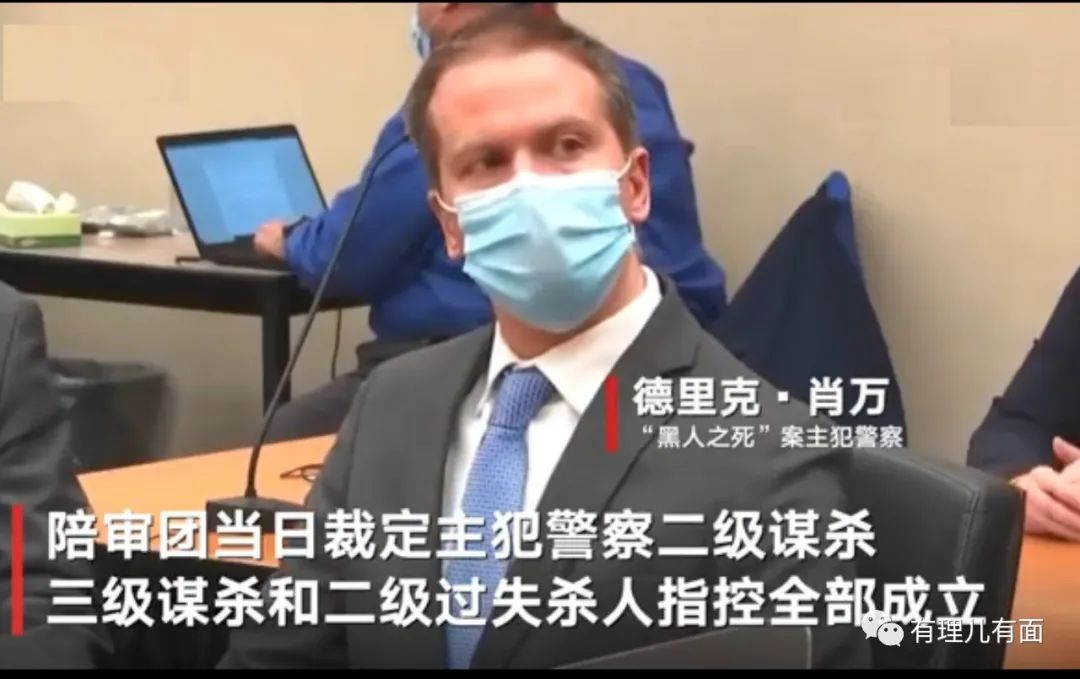 德里克·肖万
“黑人之死”案主犯警察
陪审团当日裁定主犯警察二级谋杀
三级谋杀和二级过失杀人指控全部成立
有理几有面